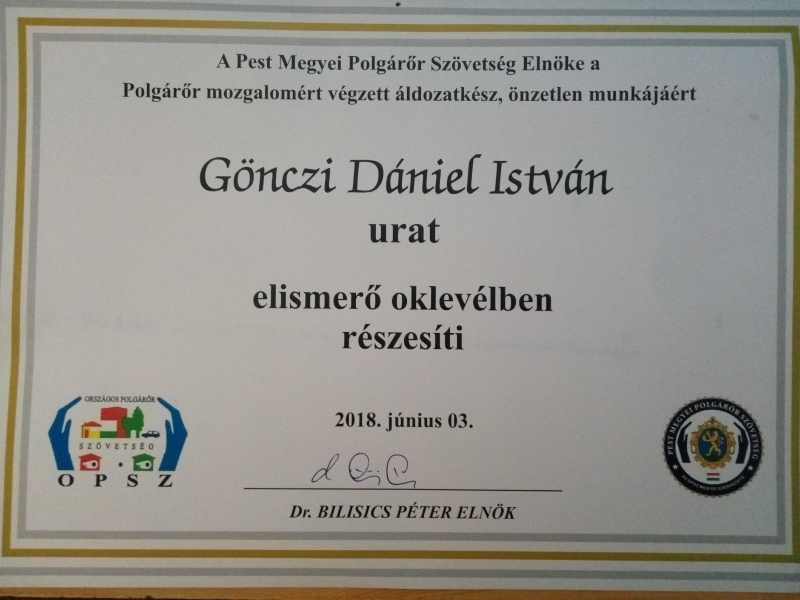 A Pest Megyei Polgárőr Szövetség Elnöke a
Polgárőr mozgalomért végzett áldozatkész, önzetlen munkájáért
Gönczi Dániel István
urat
elismerő oklevélben
részesíti
2018. június 03.
Dr. BILISICS PÉTER ELNÖK
ORSZÁGOS POLGÁRŐR
SZÖVETSÉG
OPSZ
PEST MEGYEI POLGÁRŐR SZÖVETSÉG